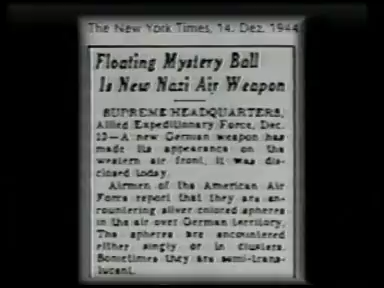 The New York Times, 14. Dez. 1944
Floating Mystery Ball
Is New Nazi Air Weapon
SUPREME HEADQUARTERS,
Allied Expeditionary Force, Dec.
13—A new German weapon has
made its appearance on the
western air front, it was dis-
closed today.
Airmen of the American Air
Force report that they are en-
countering silver colored spheres
in the air over German territory.
The spheres are encountered
either singly or in clusters.
Sometimes they are semi-trans-
lucent.